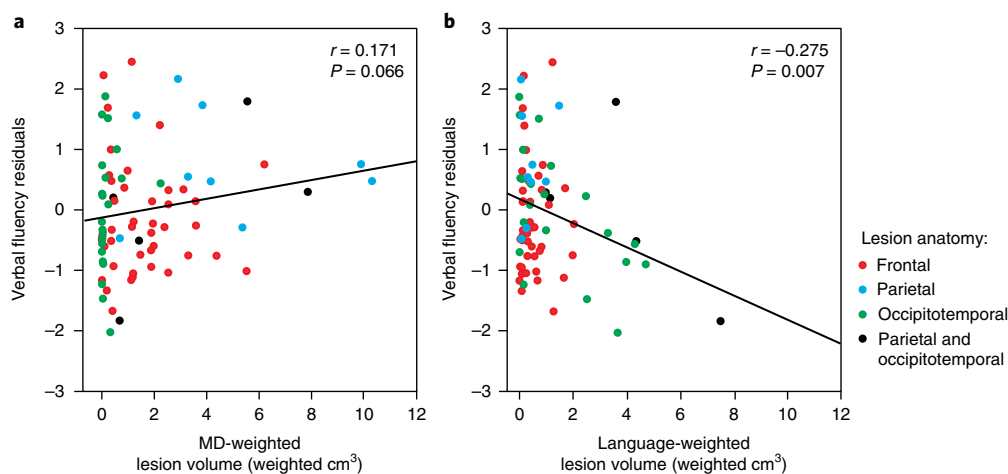 a
b
3
2
1
0
–1
–2
–3
Verbal fluency residuals
r = 0.171
P = 0.066
0
2
4
6
8
10
12
MD-weighted
lesion volume (weighted cm³)
3
2
1
0
–1
–2
–3
Verbal fluency residuals
r = –0.275
P = 0.007
0
2
4
6
8
10
12
Language-weighted
lesion volume (weighted cm³)
Lesion anatomy:
Frontal
Parietal
Occipitotemporal
Parietal and
occipitotemporal